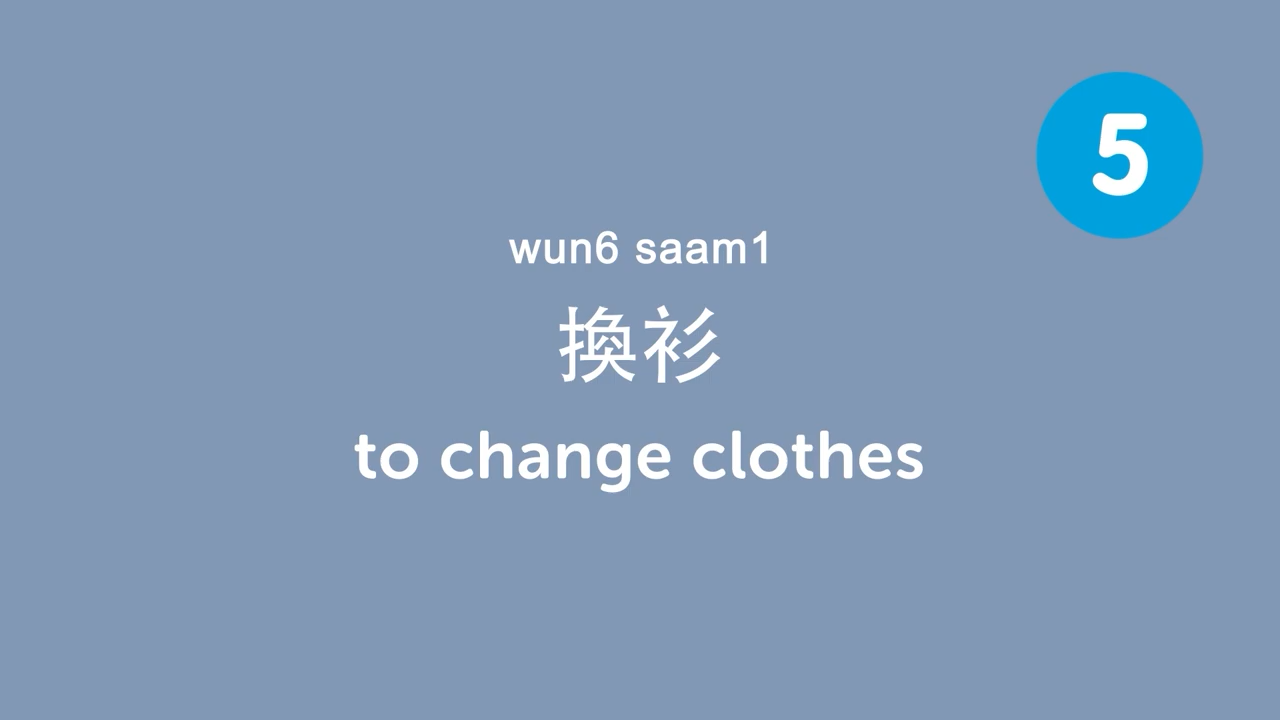 5
wun6 saam1
換衫
to change clothes